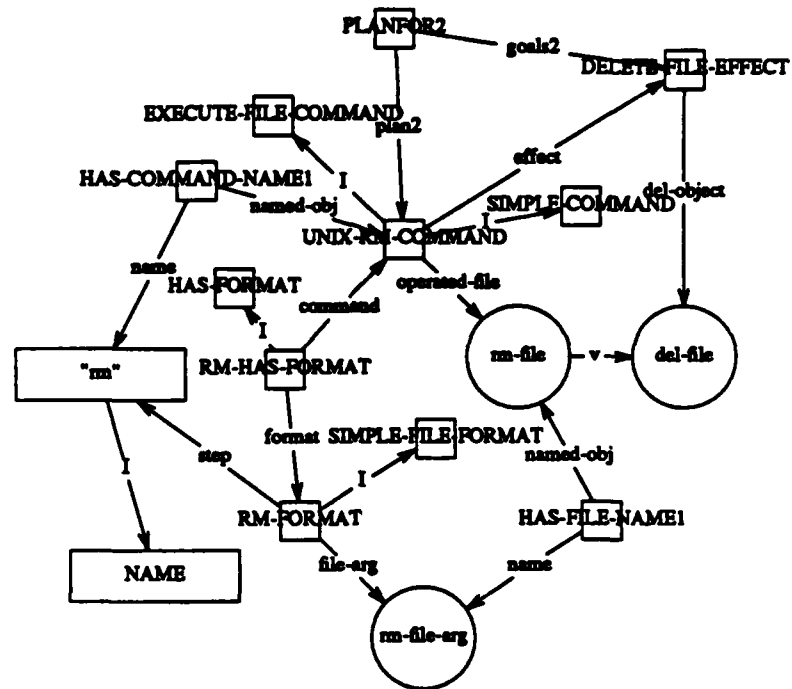 PLANFOR2
goals2
DELETE-FILE-EFFECT
EXECUTE-FILE-COMMAND
plan2
effect
HAS-COMMAND-NAME1
I
SIMPLE-COMMAND
del-object
named-obj
I
UNIX-RM-COMMAND
name
HAS-FORMAT
operated-file
command
I
rm-file
v
del-file
"rm"
RM-HAS-FORMAT
format
SIMPLE-FILE-FORMAT
step
named-obj
I
I
RM-FORMAT
HAS-FILE-NAME1
file-arg
name
NAME
rm-file-arg